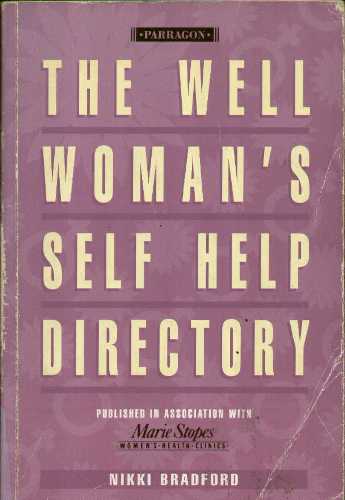 •PARRAGON•
THE WELL
WOMAN'S
SELF HELP
DIRECTORY
PUBLISHED IN ASSOCIATION WITH
Marie Stopes
WOMEN'S·HEALTH·CLINICS
NIKKI BRADFORD